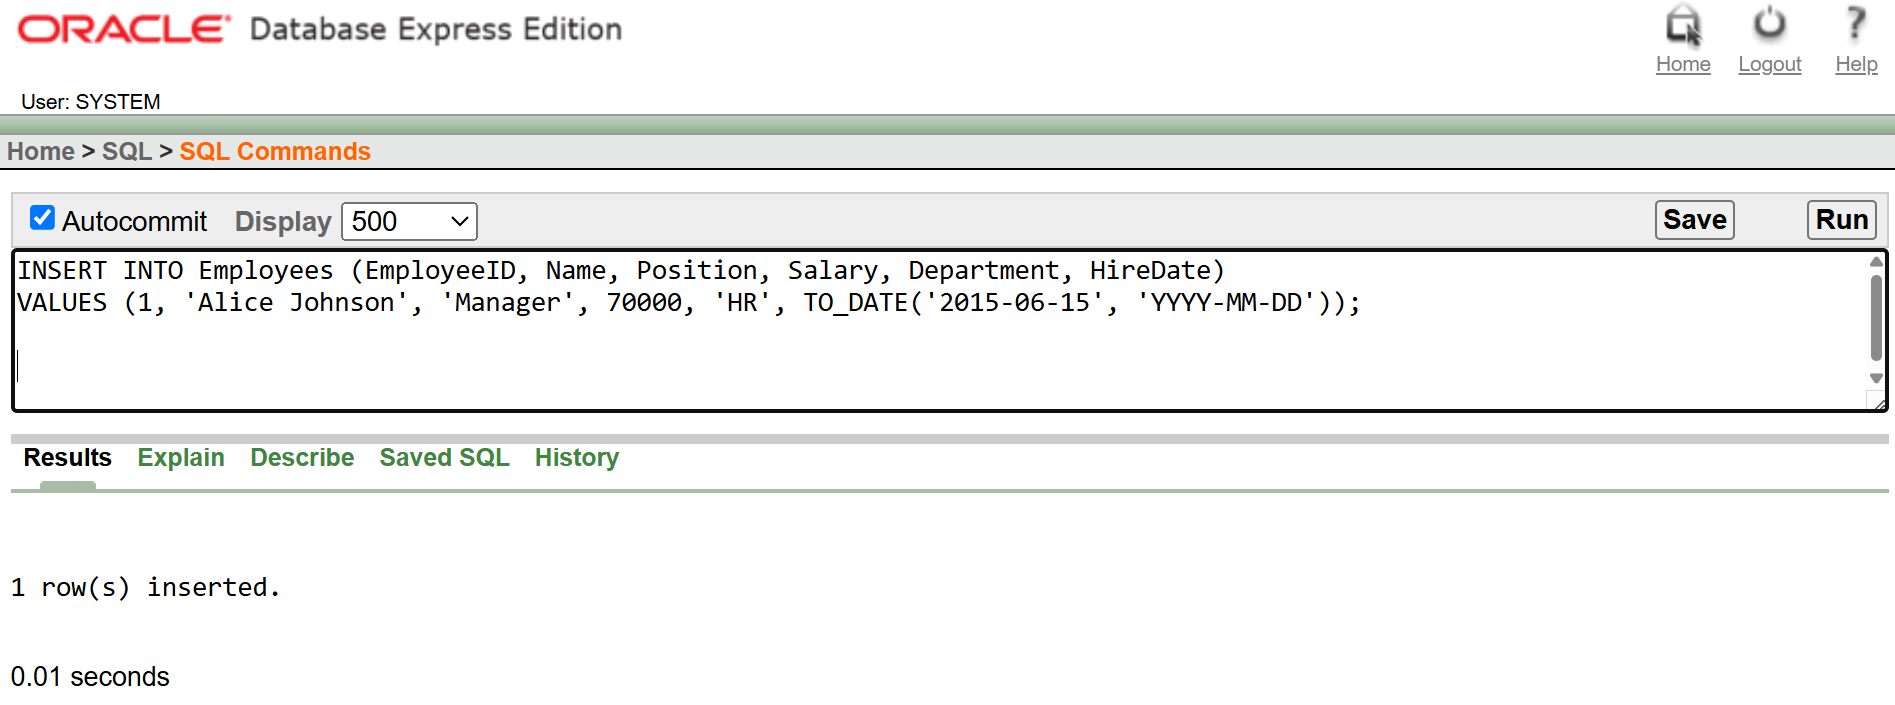 ORACLE Database Express Edition
Home Logout Help
User: SYSTEM
Home > SQL > SQL Commands
Autocommit Display 500 Save Run
INSERT INTO Employees (EmployeeID, Name, Position, Salary, Department, HireDate)
VALUES (1, 'Alice Johnson', 'Manager', 70000, 'HR', TO_DATE('2015-06-15', 'YYYY-MM-DD'));
Results Explain Describe Saved SQL History
1 row(s) inserted.
0.01 seconds